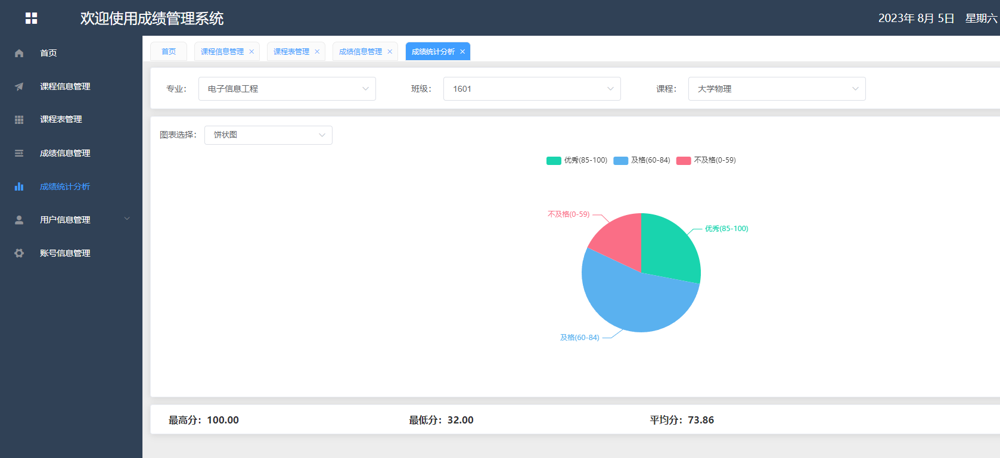 欢迎使用成绩管理系统
2023年 8月 5日 星期六
首页
课程信息管理
课程表管理
成绩信息管理
成绩统计分析
用户信息管理
账号信息管理
首页 课程信息管理 × 课程表管理 × 成绩信息管理 × 成绩统计分析 ×
专业： 电子信息工程 班级： 1601 课程： 大学物理
图表选择： 饼状图
优秀(85-100) 及格(60-84) 不及格(0-59)
不及格(0-59)
优秀(85-100)
及格(60-84)
最高分：100.00 最低分：32.00 平均分：73.86